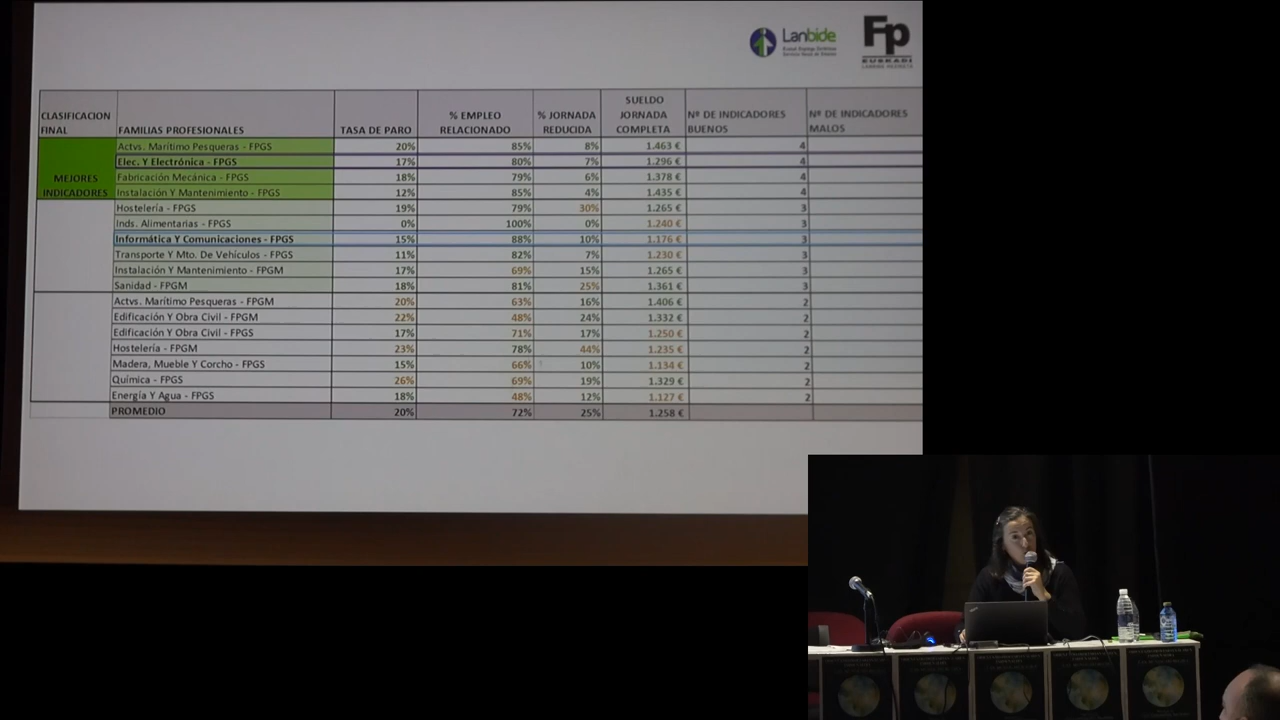 Lanbide
Fp
EUSKADI
CLASIFICACION FINAL | FAMILIAS PROFESIONALES | TASA DE PARO | % EMPLEO RELACIONADO | % JORNADA REDUCIDA | SUELDO JORNADA COMPLETA | Nº DE INDICADORES BUENOS | Nº DE INDICADORES MALOS
MEJORES INDICADORES
Actvs. Marítimo Pesqueras - FPGS 20% 85% 8% 1.463 € 4
Elec. Y Electrónica - FPGS 17% 80% 7% 1.296 € 4
Fabricación Mecánica - FPGS 18% 79% 6% 1.378 € 4
Instalación Y Mantenimiento - FPGS 12% 85% 4% 1.435 € 4
Hostelería - FPGS 19% 79% 30% 1.265 € 3
Inds. Alimentarias - FPGS 0% 100% 0% 1.240 € 3
Informática Y Comunicaciones - FPGS 15% 88% 10% 1.176 € 3
Transporte Y Mto. De Vehículos - FPGS 11% 82% 7% 1.230 € 3
Instalación Y Mantenimiento - FPGM 17% 69% 15% 1.265 € 3
Sanidad - FPGM 18% 81% 25% 1.361 € 3
Actvs. Marítimo Pesqueras - FPGM 20% 63% 16% 1.406 € 2
Edificación Y Obra Civil - FPGM 22% 48% 24% 1.332 € 2
Edificación Y Obra Civil - FPGS 17% 71% 17% 1.250 € 2
Hostelería - FPGM 23% 78% 44% 1.235 € 2
Madera, Mueble Y Corcho - FPGS 15% 66% 10% 1.134 € 2
Química - FPGS 26% 69% 19% 1.329 € 2
Energía Y Agua - FPGS 18% 48% 12% 1.127 € 2
PROMEDIO 20% 72% 25% 1.258 €